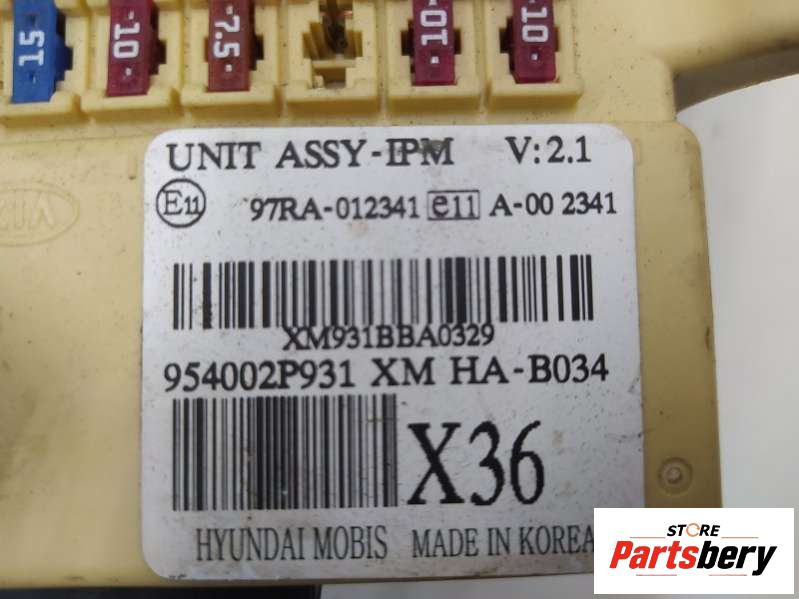 15 -10- -7.5- -10- -10-
UNIT ASSY-IPM V: 2.1
E11 97RA-012341 e11 A-00 2341
KIA
XM931BBA0329
954002P931 XM HA-B034
X36
HYUNDAI MOBIS MADE IN KOREA
STORE
Partsbery